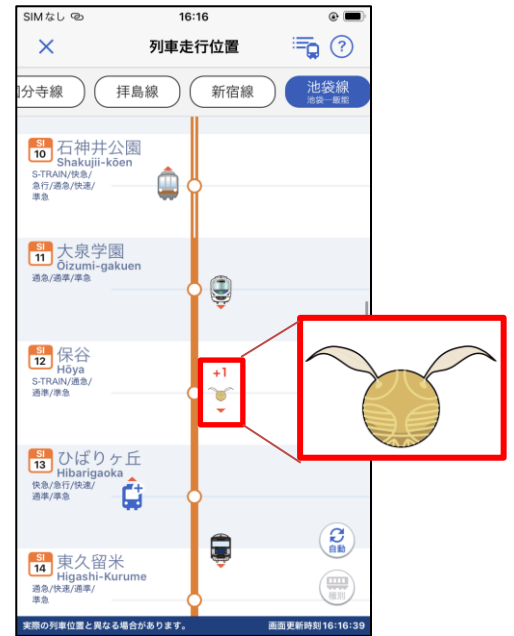 SIMなし
16:16
列車走行位置
?
分寺線
拝島線
新宿線
池袋線
池袋ー飯能
SI
10
石神井公園
Shakujii-kōen
S-TRAIN/快急/
急行/通急/快速/
準急
SI
11
大泉学園
Ōizumi-gakuen
通急/通準/準急
SI
12
保谷
Hōya
S-TRAIN/通急/
通準/準急
+1
SI
13
ひばりヶ丘
Hibarigaoka
快急/急行/快速/
通準/準急
自動
SI
14
東久留米
Higashi-Kurume
通急/快速/通準/
準急
種別
実際の列車位置と異なる場合があります。
画面更新時刻16:16:39